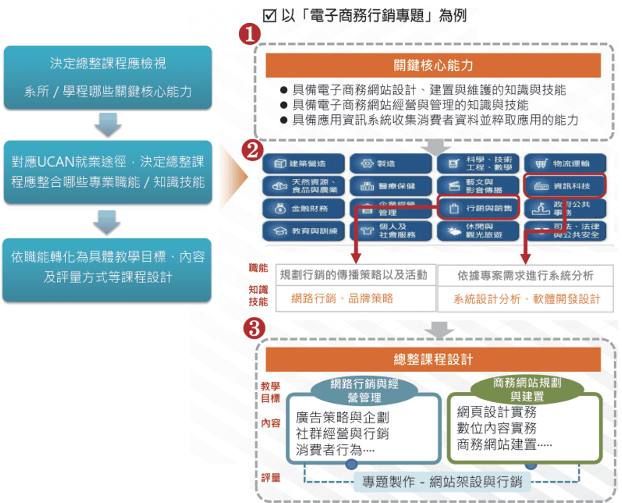 ☑ 以「電子商務行銷專題」為例
決定總整課程應檢視
系所 / 學程哪些關鍵核心能力
對應UCAN就業途徑，決定總整課
程應整合哪些專業職能 / 知識技能
依職能轉化為具體教學目標、內容
及評量方式等課程設計
1
關鍵核心能力
● 具備電子商務網站設計、建置與維護的知識與技能
● 具備電子商務網站經營與管理的知識與技能
● 具備應用資訊系統收集消費者資料並粹取應用的能力
2
建築營造
製造
科學、技術
工程、數學
物流運輸
天然資源、
食品與農業
醫療保健
藝文與
影音傳播
資訊科技
金融財務
企業經營
管理
行銷與銷售
政府公共
事務
教育與訓練
個人及
社會服務
休閒與
觀光旅遊
司法、法律
與公共安全
職能
規劃行銷的傳播策略以及活動
依據專案需求進行系統分析
知識
技能
網路行銷、品牌策略
系統設計分析、軟體開發設計
3
總整課程設計
教學
目標
網路行銷與經
營管理
商務網站規劃
與建置
內容
廣告策略與企劃
社群經營與行銷
消費者行為····
網頁設計實務
數位內容實務
商務網站建置·····
評量
專題製作 - 網站架設與行銷